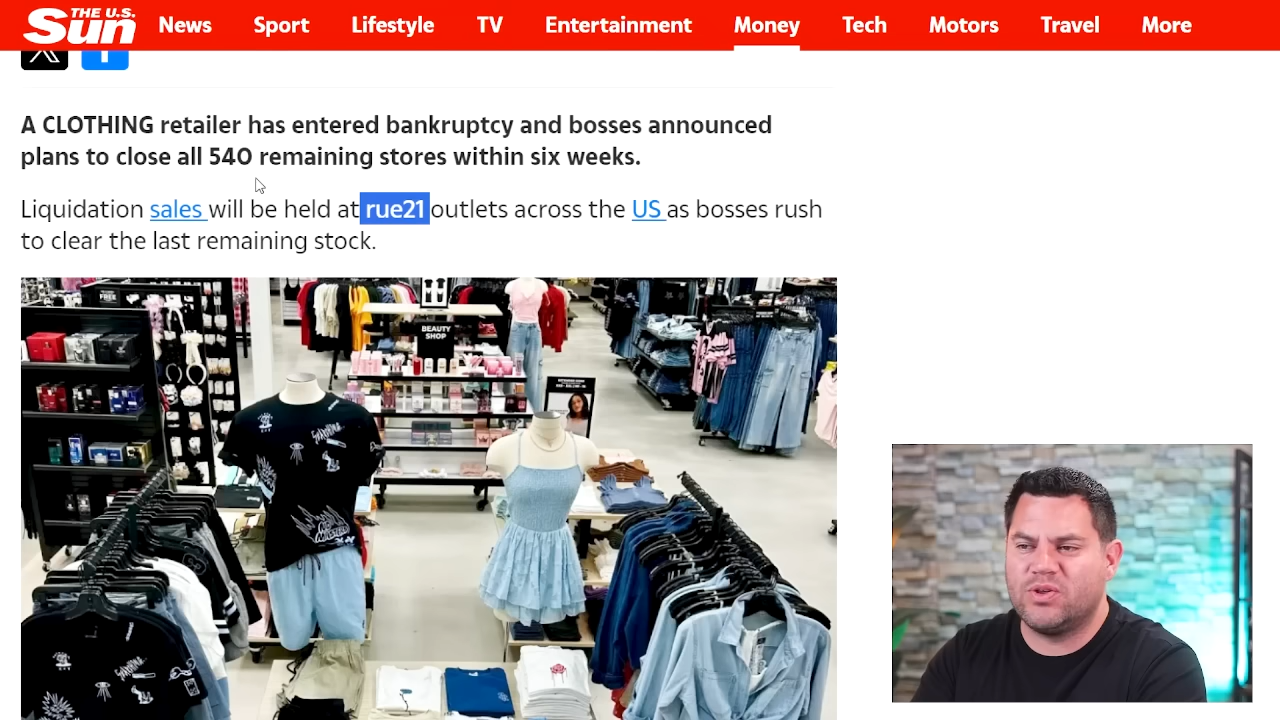 THE U.S.
Sun
News Sport Lifestyle TV Entertainment Money Tech Motors Travel More
A CLOTHING retailer has entered bankruptcy and bosses announced
plans to close all 540 remaining stores within six weeks.
Liquidation sales will be held at rue21 outlets across the US as bosses rush
to clear the last remaining stock.
FREE
BEAUTY
SHOP